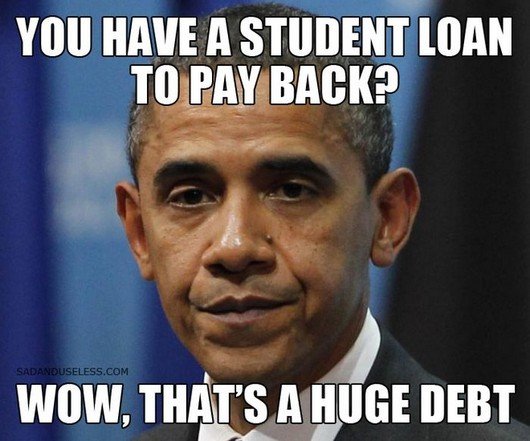 YOU HAVE A STUDENT LOAN
TO PAY BACK?
SADANDUSELESS.COM
WOW, THAT'S A HUGE DEBT